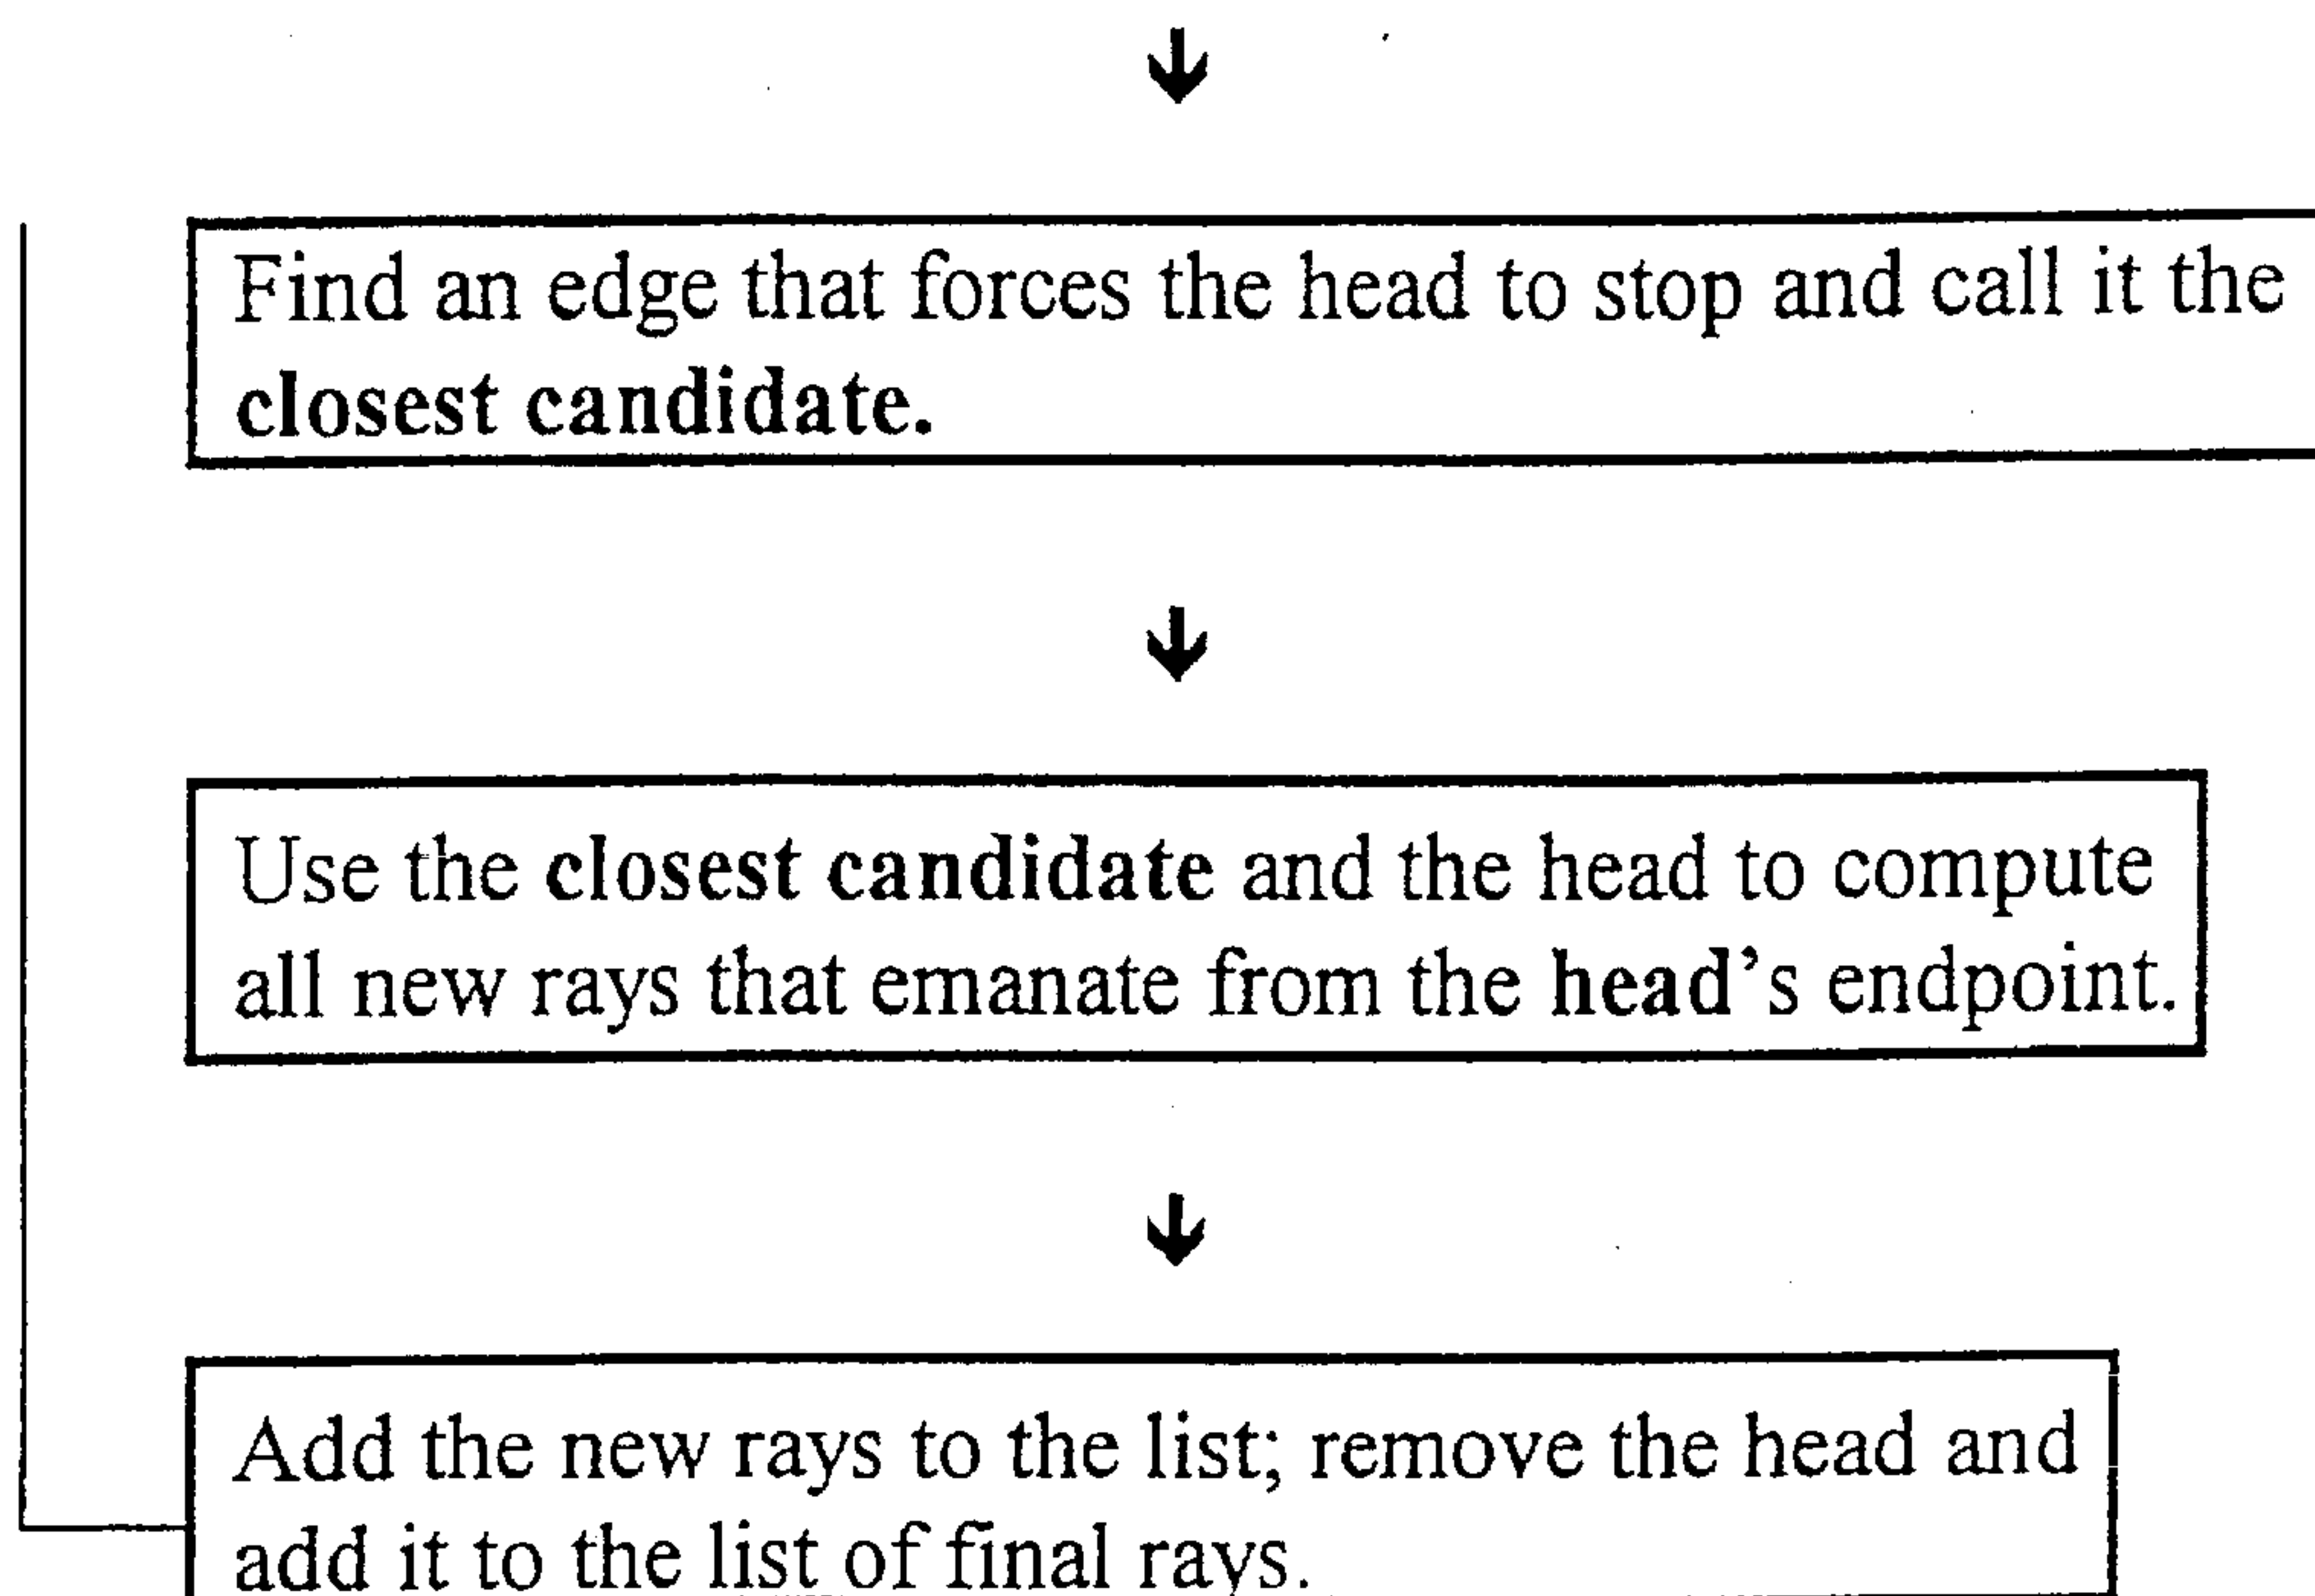 Find an edge that forces the head to stop and call it the
closest candidate.
Use the closest candidate and the head to compute
all new rays that emanate from the head's endpoint.
Add the new rays to the list; remove the head and
add it to the list of final rays.